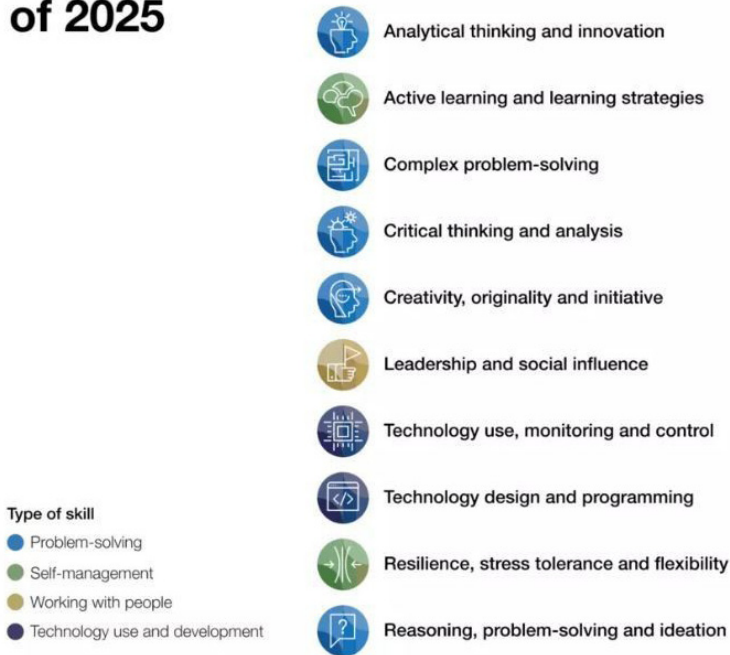 of 2025
Analytical thinking and innovation
Active learning and learning strategies
Complex problem-solving
Critical thinking and analysis
Creativity, originality and initiative
Leadership and social influence
Technology use, monitoring and control
Technology design and programming
Resilience, stress tolerance and flexibility
Reasoning, problem-solving and ideation
Type of skill
Problem-solving
Self-management
Working with people
Technology use and development